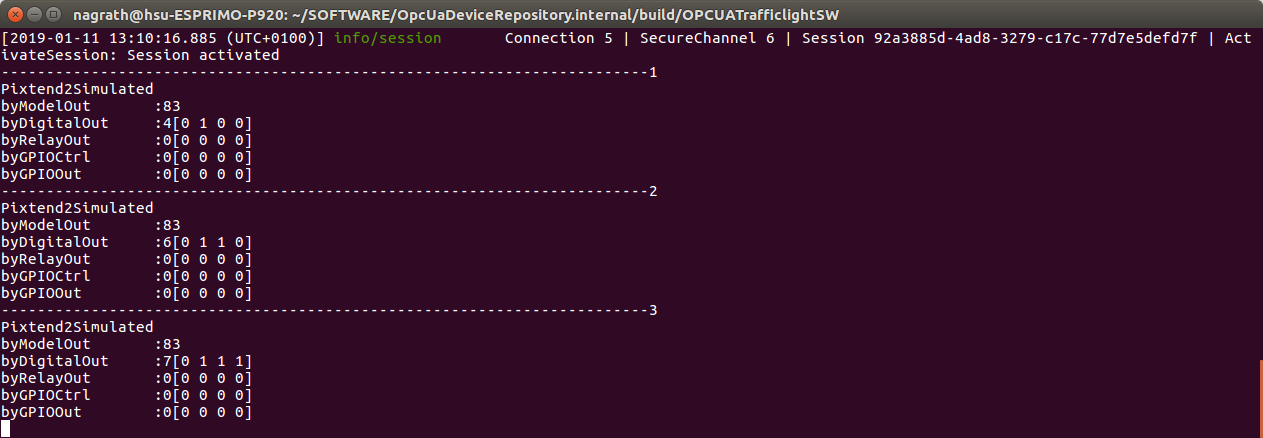 nagrath@hsu-ESPRIMO-P920: ~/SOFTWARE/OpcUaDeviceRepository.internal/build/OPCUATrafficlightSW
[2019-01-11 13:10:16.885 (UTC+0100)] info/session       Connection 5 | SecureChannel 6 | Session 92a3885d-4ad8-3279-c17c-77d7e5defd7f | Act
ivateSession: Session activated
------------------------------------------------------------------------1
Pixtend2Simulated
byModelOut       :83
byDigitalOut     :4[0 1 0 0]
byRelayOut       :0[0 0 0 0]
byGPIOCtrl       :0[0 0 0 0]
byGPIOOut        :0[0 0 0 0]
------------------------------------------------------------------------2
Pixtend2Simulated
byModelOut       :83
byDigitalOut     :6[0 1 1 0]
byRelayOut       :0[0 0 0 0]
byGPIOCtrl       :0[0 0 0 0]
byGPIOOut        :0[0 0 0 0]
------------------------------------------------------------------------3
Pixtend2Simulated
byModelOut       :83
byDigitalOut     :7[0 1 1 1]
byRelayOut       :0[0 0 0 0]
byGPIOCtrl       :0[0 0 0 0]
byGPIOOut        :0[0 0 0 0]